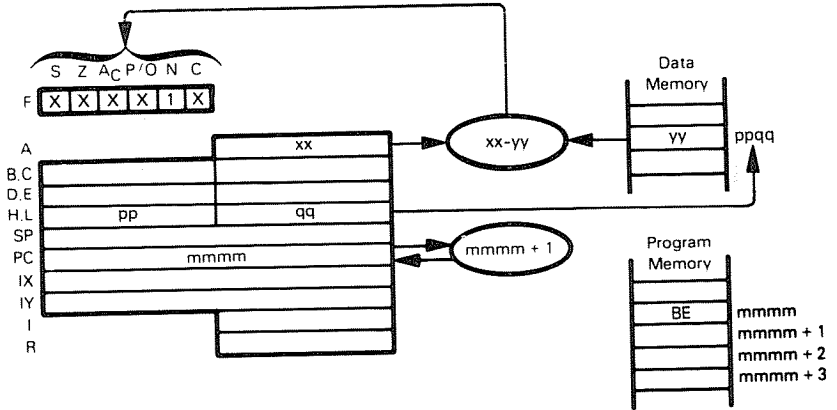 S Z AC P/O N C
F X X X X 1 X
Data
Memory
A xx
xx-yy
yy ppqq
B.C
D.E
H.L pp qq
SP
PC mmmm
mmmm + 1
IX
IY
I
R
Program
Memory
BE mmmm
mmmm + 1
mmmm + 2
mmmm + 3